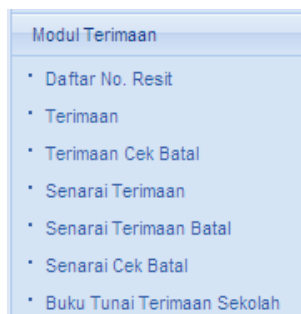 Modul Terimaan
• Daftar No. Resit
• Terimaan
• Terimaan Cek Batal
• Senarai Terimaan
• Senarai Terimaan Batal
• Senarai Cek Batal
• Buku Tunai Terimaan Sekolah